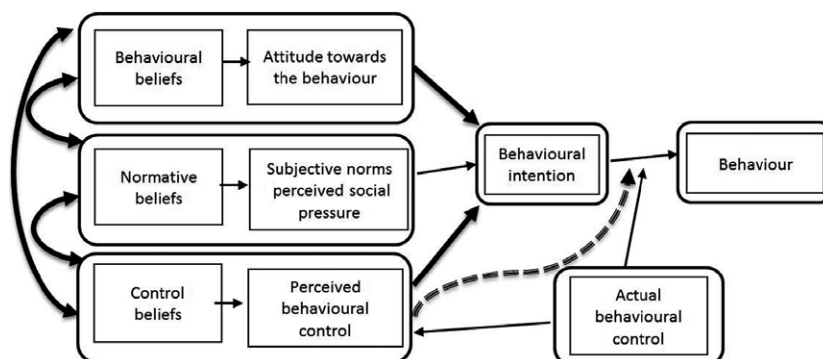 Behavioural
beliefs
Attitude towards
the behaviour
Normative
beliefs
Subjective norms
perceived social
pressure
Behavioural
intention
Behaviour
Control
beliefs
Perceived
behavioural
control
Actual
behavioural
control